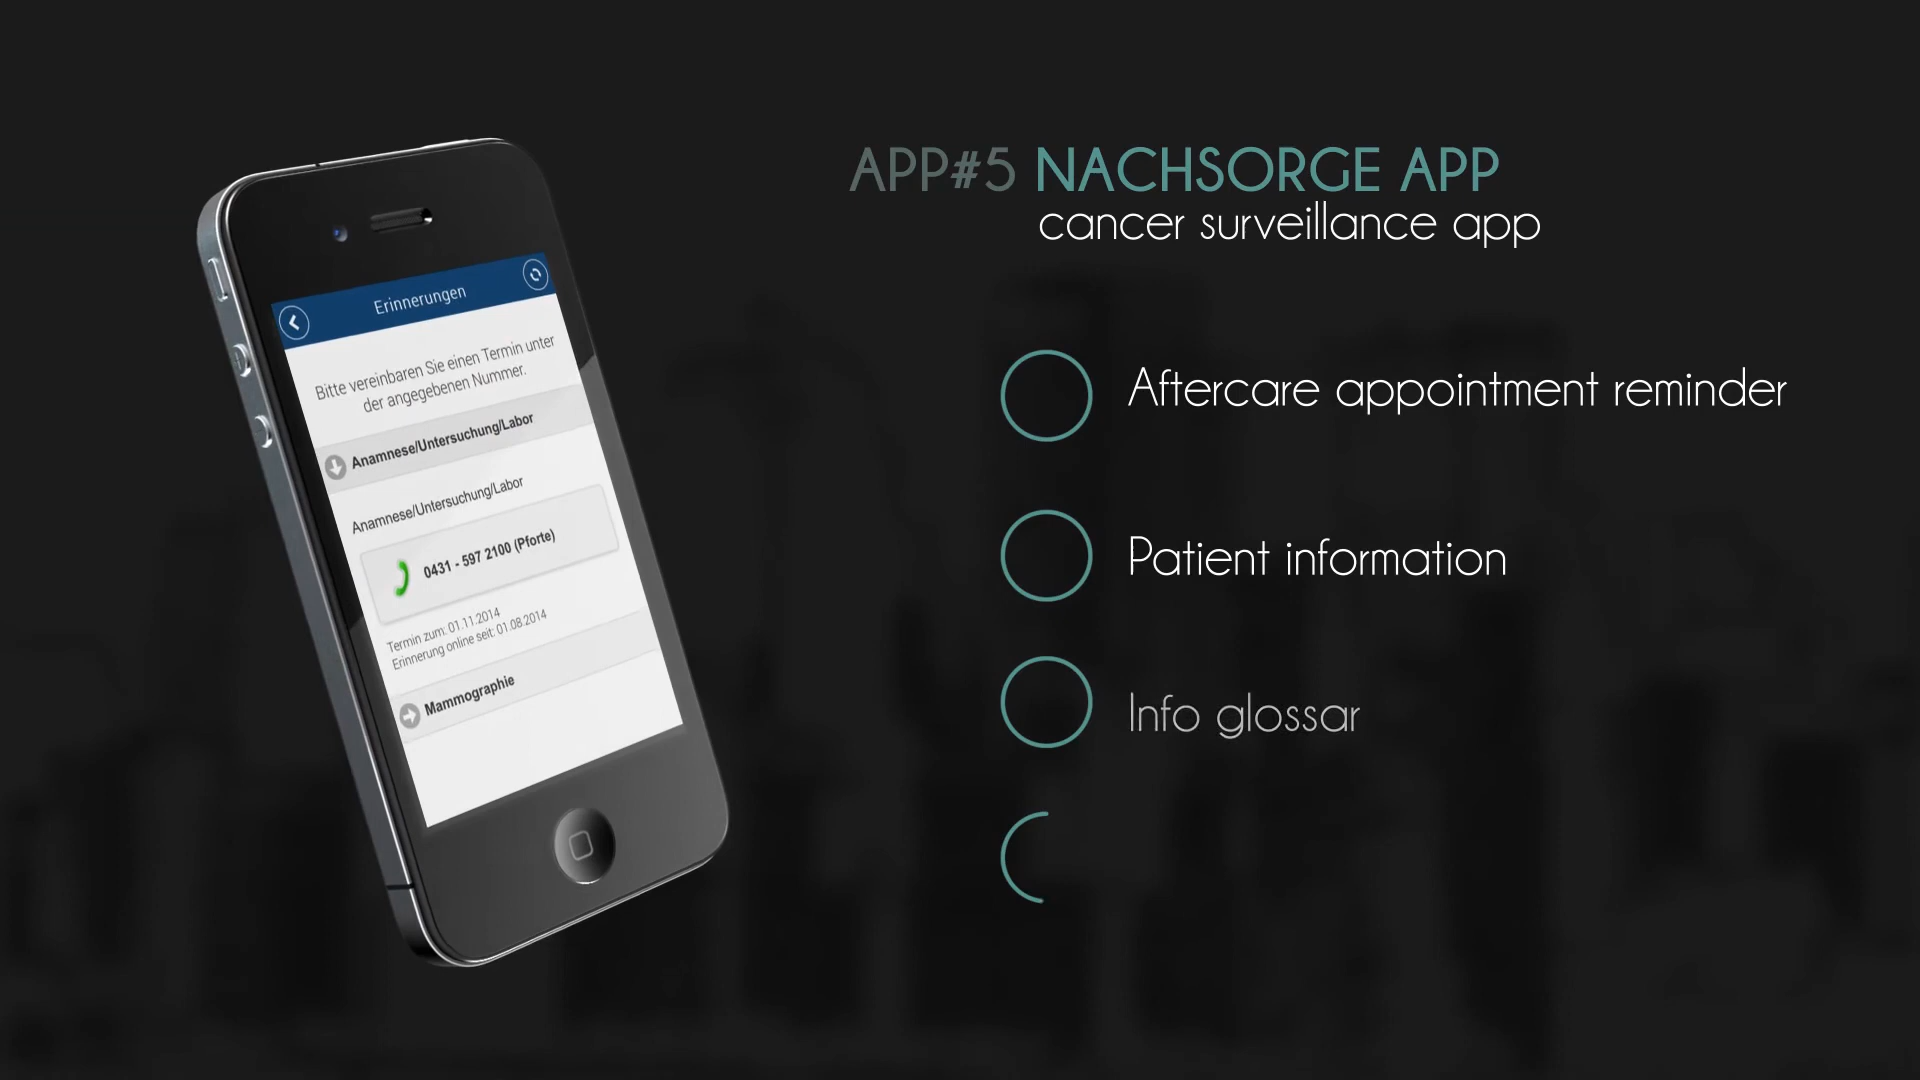 APP#5 NACHSORGE APP
cancer surveillance app
Aftercare appointment reminder
Patient information
Info glossar
Erinnerungen
Bitte vereinbaren Sie einen Termin unter
der angegebenen Nummer.
Anamnese/Untersuchung/Labor
Anamnese/Untersuchung/Labor
0431 - 597 2100 (Pforte)
Termin zum: 01.11.2014
Erinnerung online seit: 01.08.2014
Mammographie